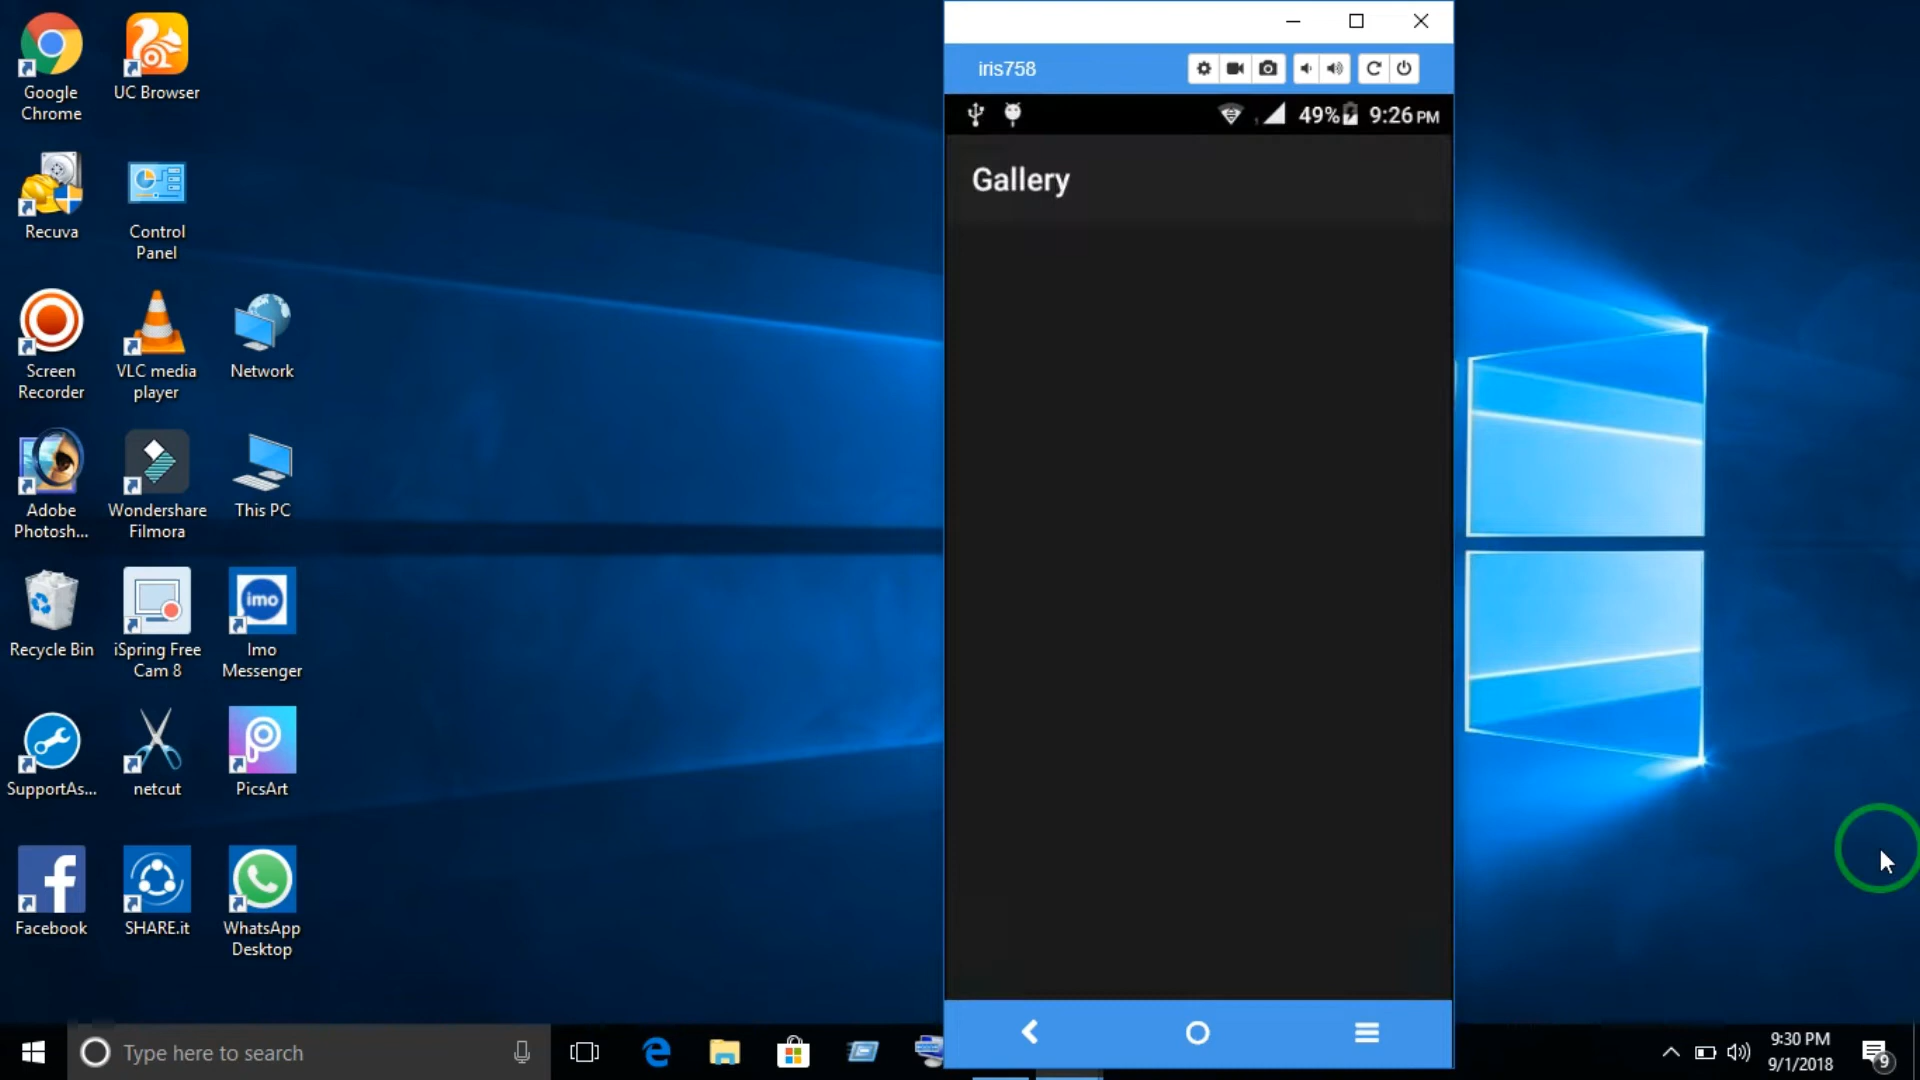 Google
Chrome
UC Browser
Recuva
Control
Panel
Screen
Recorder
VLC media
player
Network
Adobe
Photosh...
Wondershare
Filmora
This PC
Recycle Bin
iSpring Free
Cam 8
imo
Imo
Messenger
SupportAs...
netcut
PicsArt
Facebook
SHARE.it
WhatsApp
Desktop
iris758
49%
9:26 PM
Gallery
Type here to search
9:30 PM
9/1/2018
9